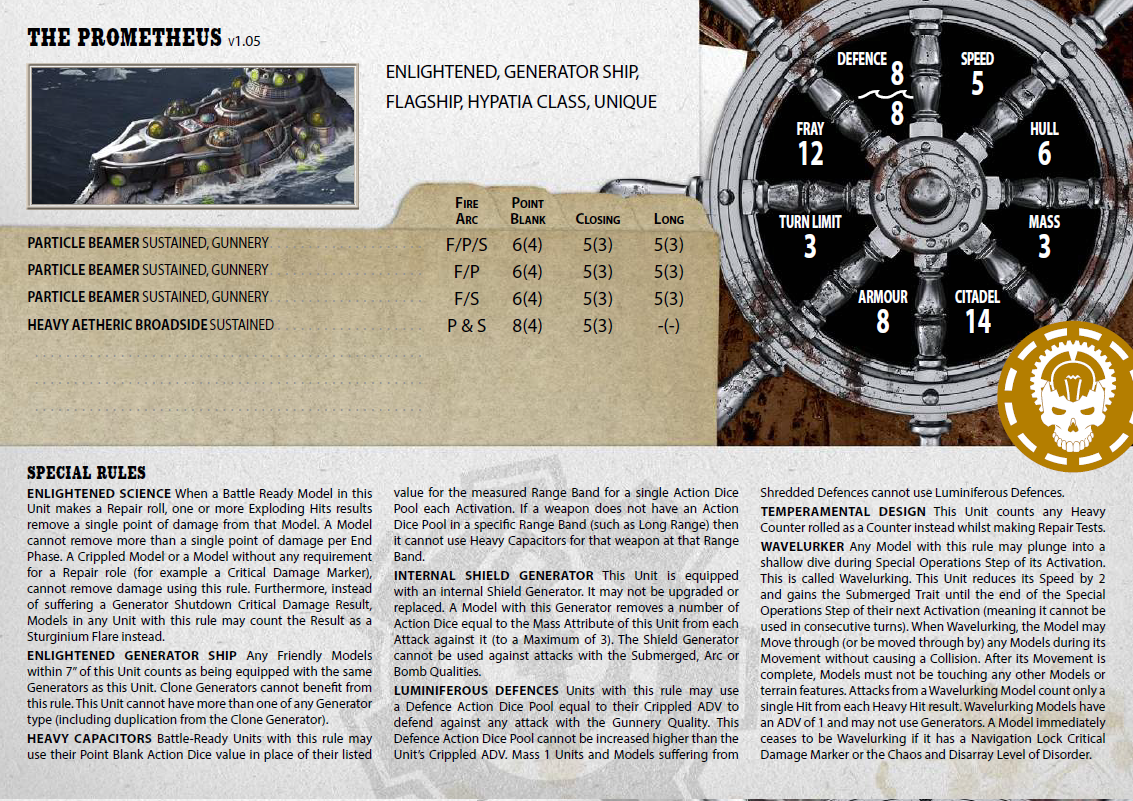 THE PROMETHEUS v1.05
ENLIGHTENED, GENERATOR SHIP,
FLAGSHIP, HYPATIA CLASS, UNIQUE
DEFENCE 8
8
SPEED
5
FRAY
12
HULL
6
TURN LIMIT
3
MASS
3
ARMOUR
8
CITADEL
14
FIRE ARC POINT BLANK CLOSING LONG
PARTICLE BEAMER SUSTAINED, GUNNERY F/P/S 6(4) 5(3) 5(3)
PARTICLE BEAMER SUSTAINED, GUNNERY F/P 6(4) 5(3) 5(3)
PARTICLE BEAMER SUSTAINED, GUNNERY F/S 6(4) 5(3) 5(3)
HEAVY AETHERIC BROADSIDE SUSTAINED P & S 8(4) 5(3) -(-)
SPECIAL RULES
ENLIGHTENED SCIENCE When a Battle Ready Model in this
Unit makes a Repair roll, one or more Exploding Hits results
remove a single point of damage from that Model. A Model
cannot remove more than a single point of damage per End
Phase. A Crippled Model or a Model without any requirement
for a Repair role (for example a Critical Damage Marker),
cannot remove damage using this rule. Furthermore, instead
of suffering a Generator Shutdown Critical Damage Result,
Models in any Unit with this rule may count the Result as a
Sturginium Flare instead.
ENLIGHTENED GENERATOR SHIP Any Friendly Models
within 7" of this Unit counts as being equipped with the same
Generators as this Unit. Clone Generators cannot benefit from
this rule. This Unit cannot have more than one of any Generator
type (including duplication from the Clone Generator).
HEAVY CAPACITORS Battle-Ready Units with this rule may
use their Point Blank Action Dice value in place of their listed
value for the measured Range Band for a single Action Dice
Pool each Activation. If a weapon does not have an Action
Dice Pool in a specific Range Band (such as Long Range) then
it cannot use Heavy Capacitors for that weapon at that Range
Band.
INTERNAL SHIELD GENERATOR This Unit is equipped
with an internal Shield Generator. It may not be upgraded or
replaced. A Model with this Generator removes a number of
Action Dice equal to the Mass Attribute of this Unit from each
Attack against it (to a Maximum of 3). The Shield Generator
cannot be used against attacks with the Submerged, Arc or
Bomb Qualities.
LUMINIFEROUS DEFENCES Units with this rule may use
a Defence Action Dice Pool equal to their Crippled ADV to
defend against any attack with the Gunnery Quality. This
Defence Action Dice Pool cannot be increased higher than the
Unit's Crippled ADV. Mass 1 Units and Models suffering from
Shredded Defences cannot use Luminiferous Defences.
TEMPERAMENTAL DESIGN This Unit counts any Heavy
Counter rolled as a Counter instead whilst making Repair Tests.
WAVELURKER Any Model with this rule may plunge into a
shallow dive during Special Operations Step of its Activation.
This is called Wavelurking. This Unit reduces its Speed by 2
and gains the Submerged Trait until the end of the Special
Operations Step of their next Activation (meaning it cannot be
used in consecutive turns). When Wavelurking, the Model may
Move through (or be moved through by) any Models during its
Movement without causing a Collision. After its Movement is
complete, Models must not be touching any other Models or
terrain features. Attacks from a Wavelurking Model count only a
single Hit from each Heavy Hit result. Wavelurking Models have
an ADV of 1 and may not use Generators. A Model immediately
ceases to be Wavelurking if it has a Navigation Lock Critical
Damage Marker or the Chaos and Disarray Level of Disorder.